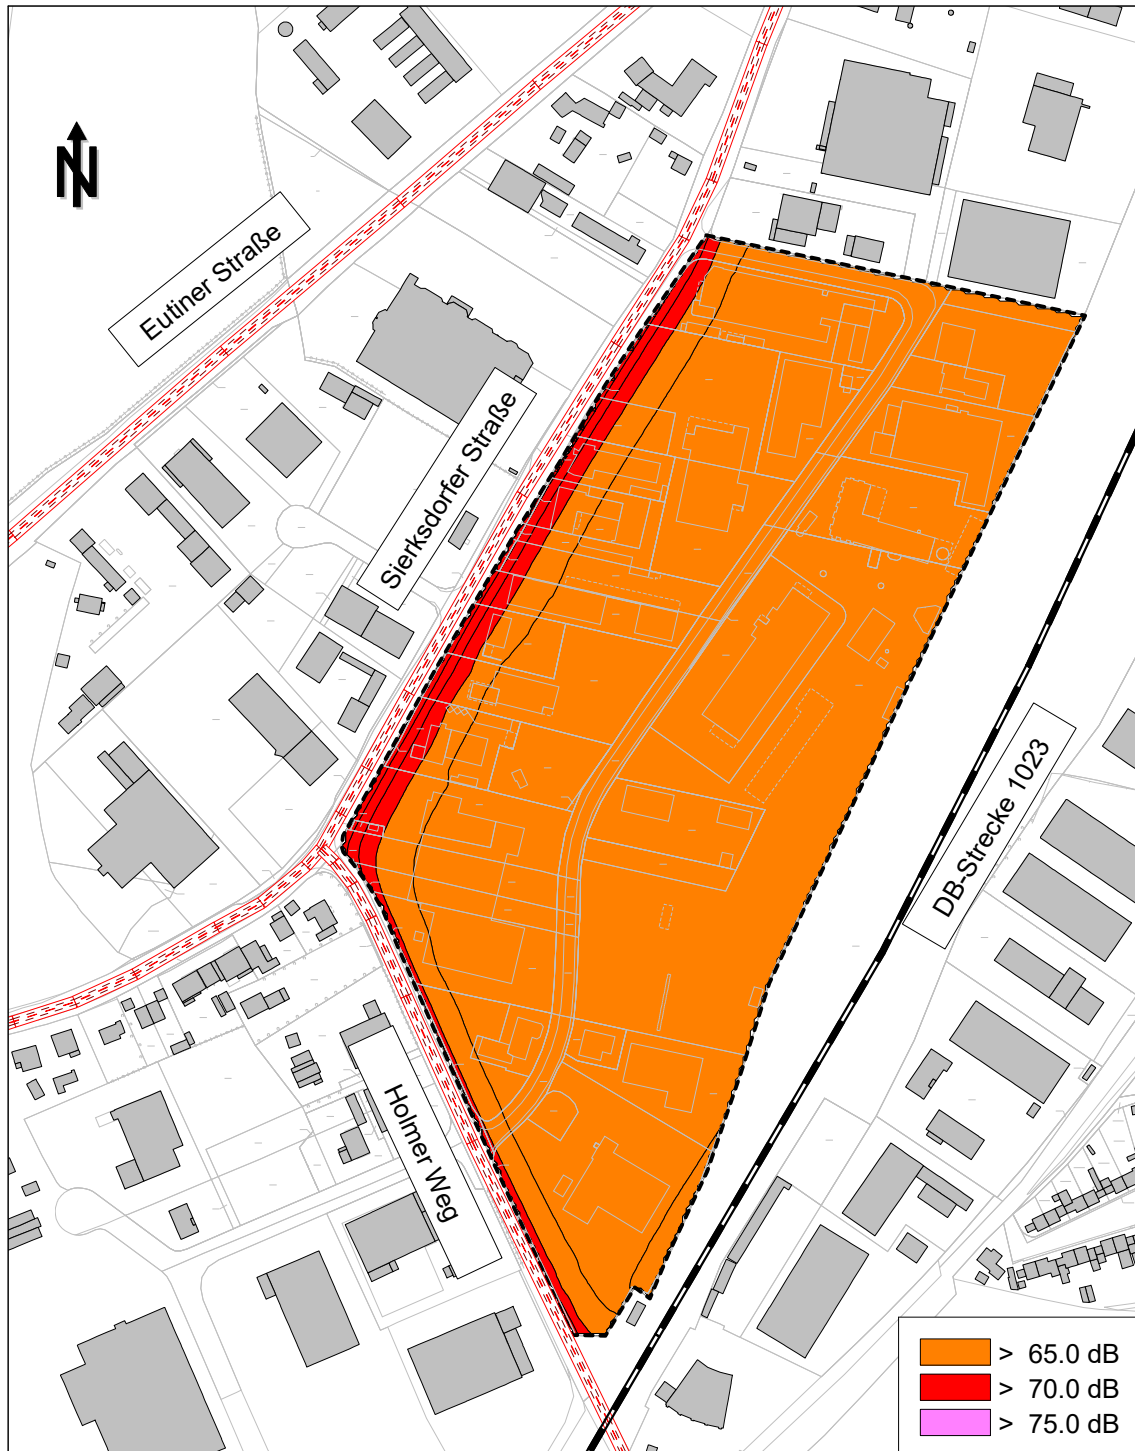 N
Eutiner Straße
Sierksdorfer Straße
DB-Strecke 1023
Holmer Weg
> 65.0 dB
> 70.0 dB
> 75.0 dB